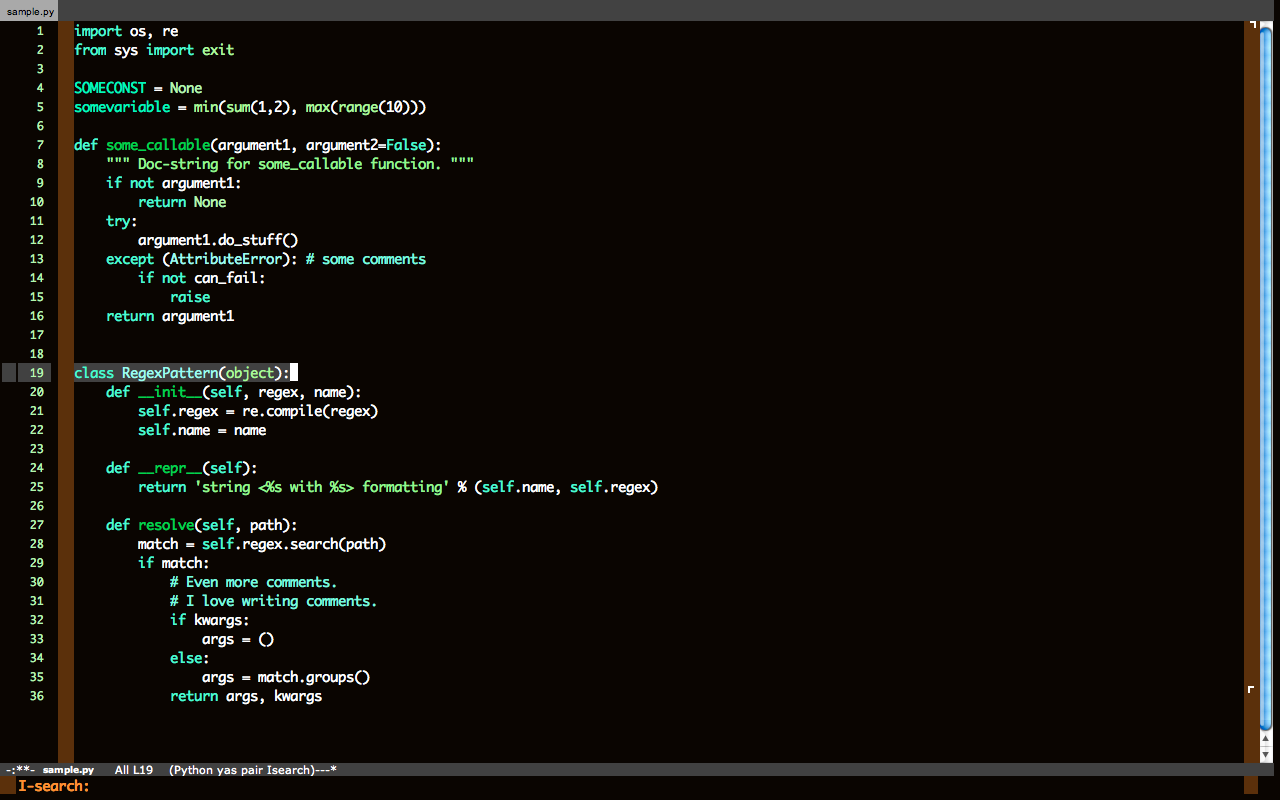 sample.py
1 import os, re
2 from sys import exit
3
4 SOMECONST = None
5 somevariable = min(sum(1,2), max(range(10)))
6
7 def some_callable(argument1, argument2=False):
8     """ Doc-string for some_callable function. """
9     if not argument1:
10         return None
11     try:
12         argument1.do_stuff()
13     except (AttributeError): # some comments
14         if not can_fail:
15             raise
16     return argument1
17
18
19 class RegexPattern(object):
20     def __init__(self, regex, name):
21         self.regex = re.compile(regex)
22         self.name = name
23
24     def __repr__(self):
25         return 'string <%s with %s> formatting' % (self.name, self.regex)
26
27     def resolve(self, path):
28         match = self.regex.search(path)
29         if match:
30             # Even more comments.
31             # I love writing comments.
32             if kwargs:
33                 args = ()
34             else:
35                 args = match.groups()
36             return args, kwargs
-:**-  sample.py      All L19    (Python yas pair Isearch)---*
I-search: